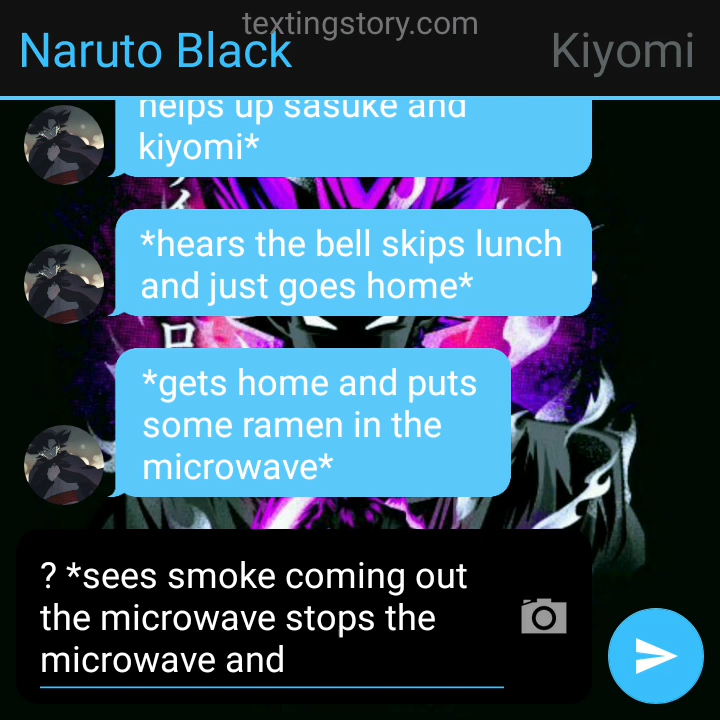 textingstory.com
Naruto Black
Kiyomi
helps up sasuke and
kiyomi*
*hears the bell skips lunch
and just goes home*
*gets home and puts
some ramen in the
microwave*
? *sees smoke coming out
the microwave stops the
microwave and